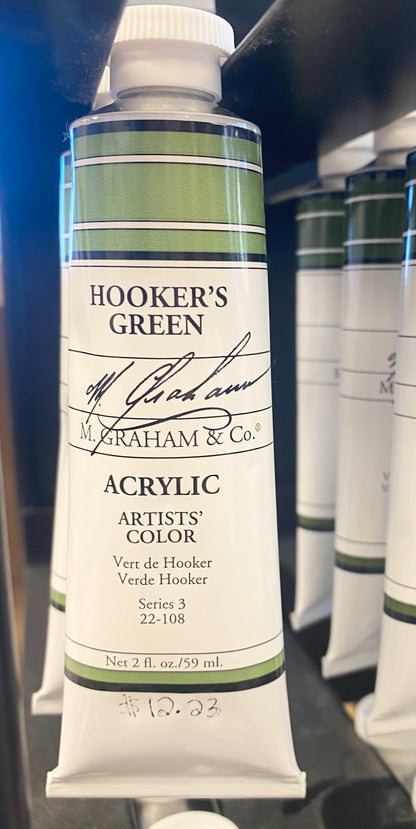 HOOKER'S
GREEN
M. Graham
M. GRAHAM & Co.®
ACRYLIC
ARTISTS'
COLOR
Vert de Hooker
Verde Hooker
Series 3
22-108
Net 2 fl. oz./59 ml.
$12.23